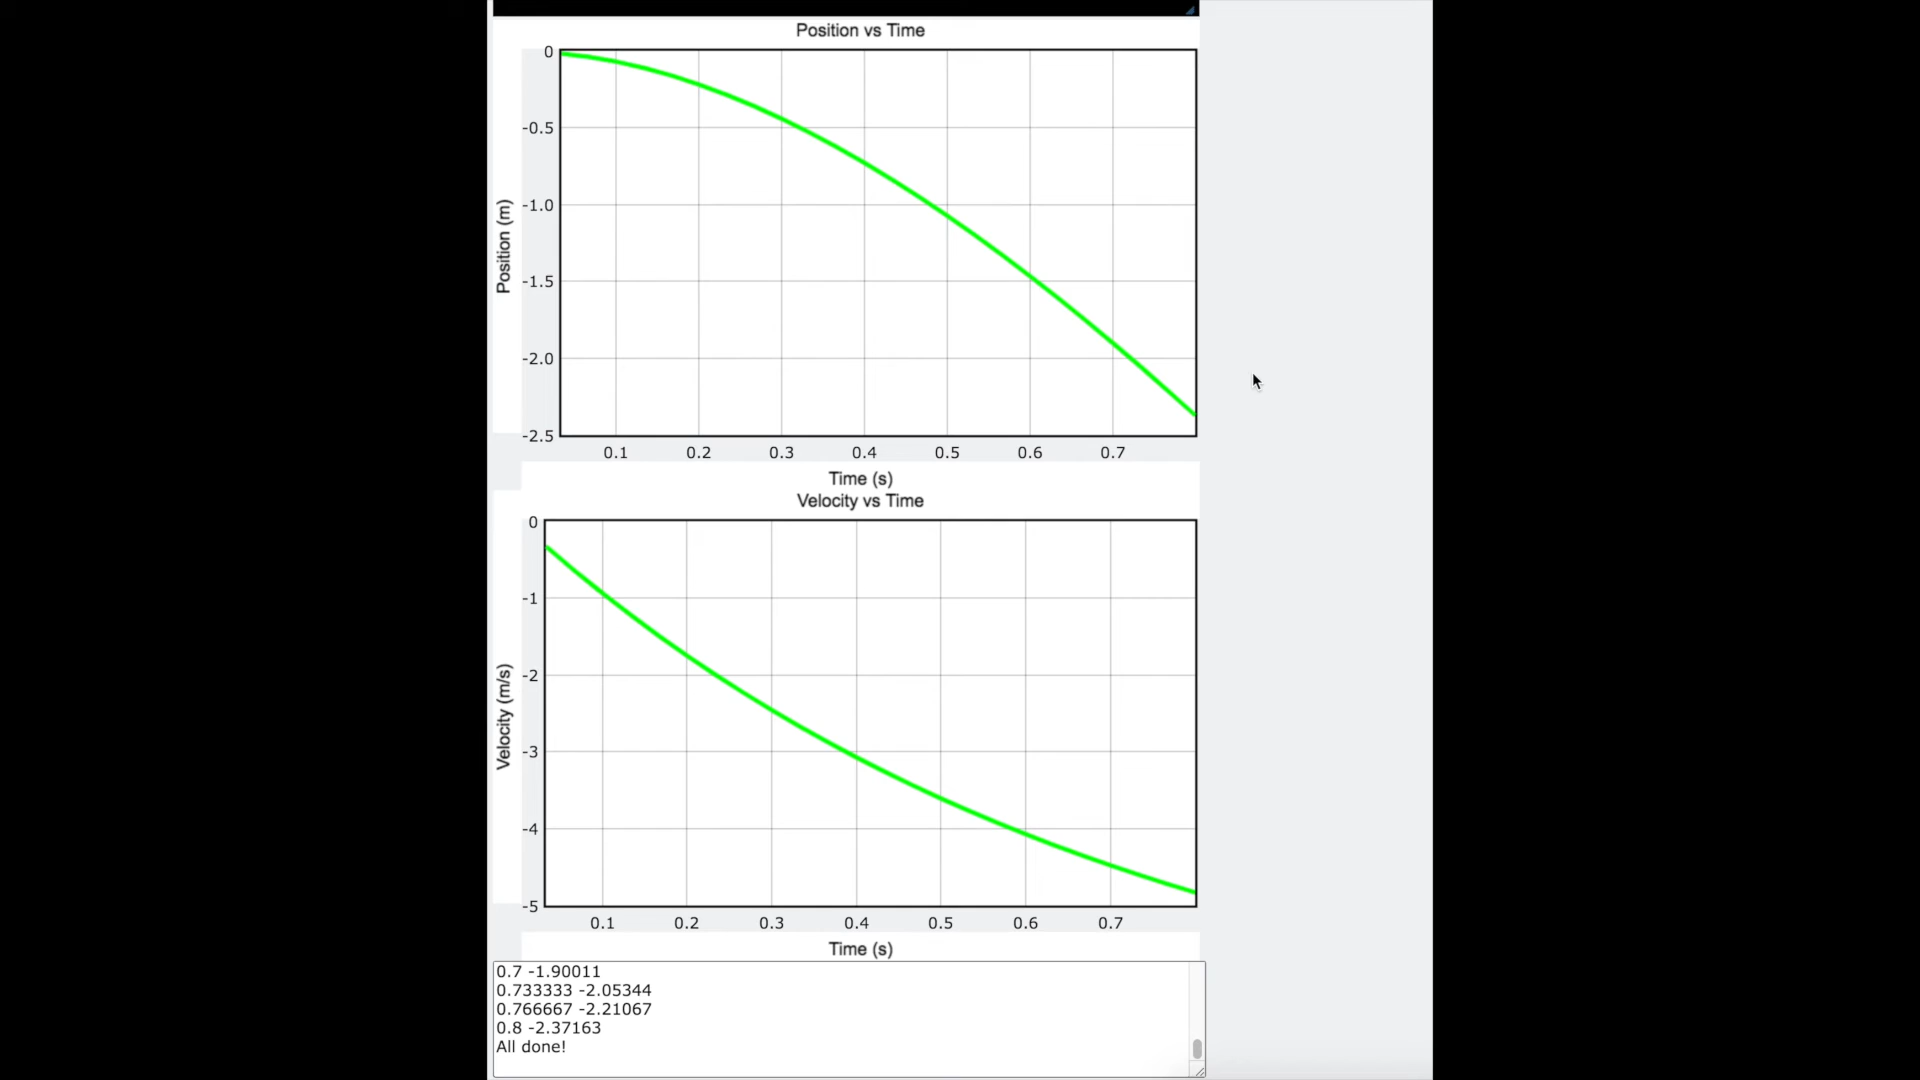 Position vs Time
0
-0.5
-1.0
-1.5
-2.0
-2.5
Position (m)
0.1 0.2 0.3 0.4 0.5 0.6 0.7
Time (s)
Velocity vs Time
0
-1
-2
-3
-4
-5
Velocity (m/s)
0.1 0.2 0.3 0.4 0.5 0.6 0.7
Time (s)
0.7 -1.90011
0.733333 -2.05344
0.766667 -2.21067
0.8 -2.37163
All done!